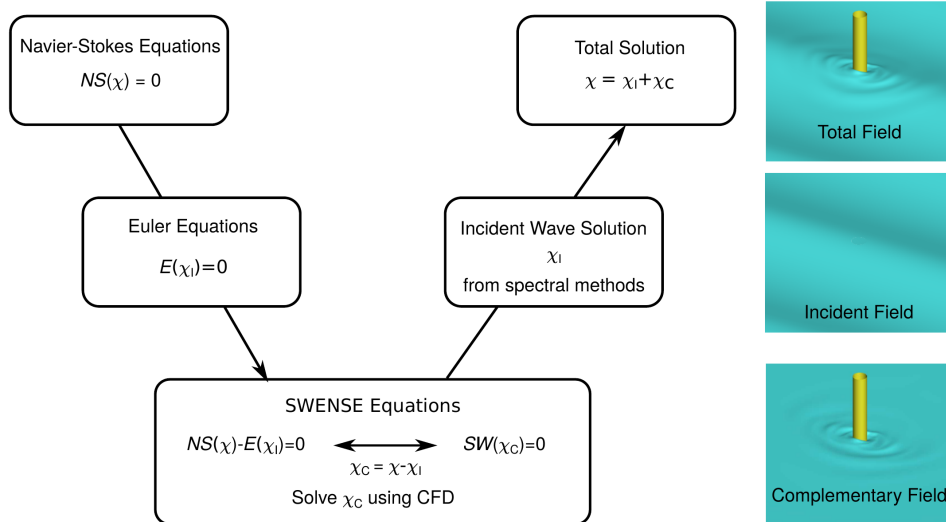 Navier-Stokes Equations
NS(χ) = 0
Euler Equations
E(χI)=0
SWENSE Equations
NS(χ)-E(χI)=0
SW(χC)=0
χC = χ-χI
Solve χC using CFD
Incident Wave Solution
χI
from spectral methods
Total Solution
χ = χI+χC
Total Field
Incident Field
Complementary Field